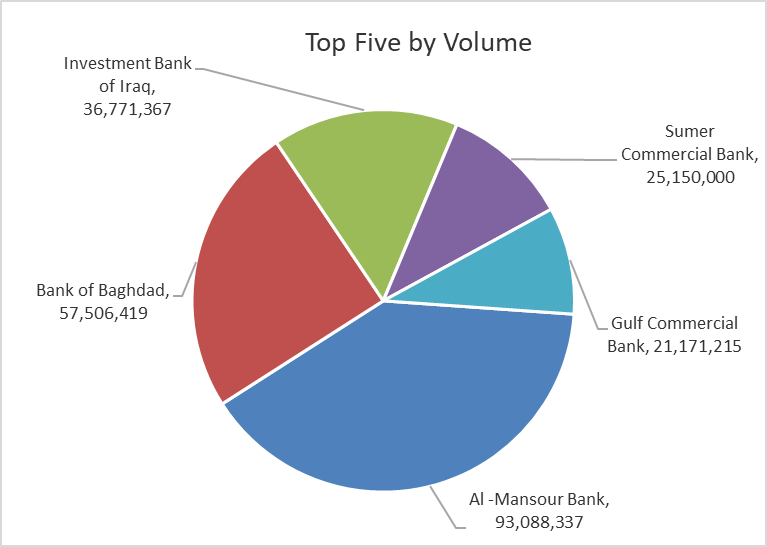 Top Five by Volume
Investment Bank
of Iraq,
36,771,367
Sumer
Commercial Bank,
25,150,000
Bank of Baghdad,
57,506,419
Gulf Commercial
Bank, 21,171,215
Al -Mansour Bank,
93,088,337